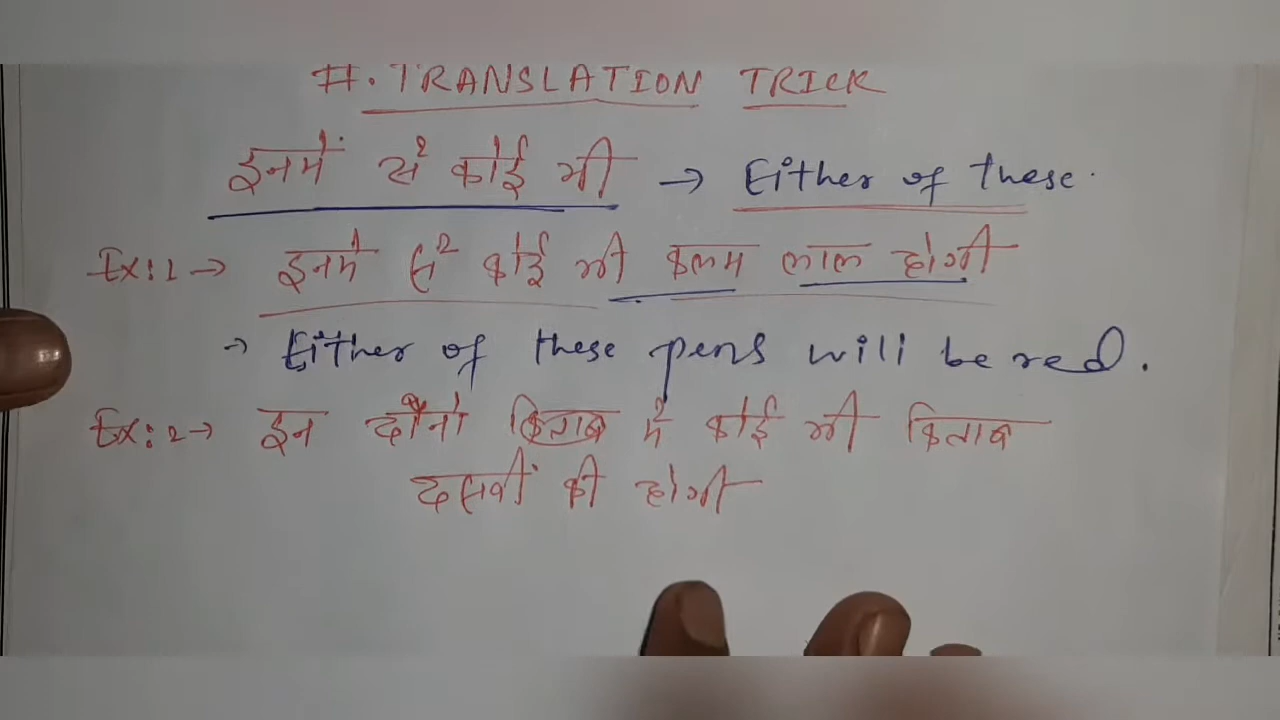 #. TRANSLATION TRICK
इनमें से कोई भी → Either of these.
Ex:1 → इनमें से कोई भी कलम लाल होगी
→ Either of these pens will be red.
Ex:2 → इन दोनों किताब में कोई भी किताब
दसवीं की होगी